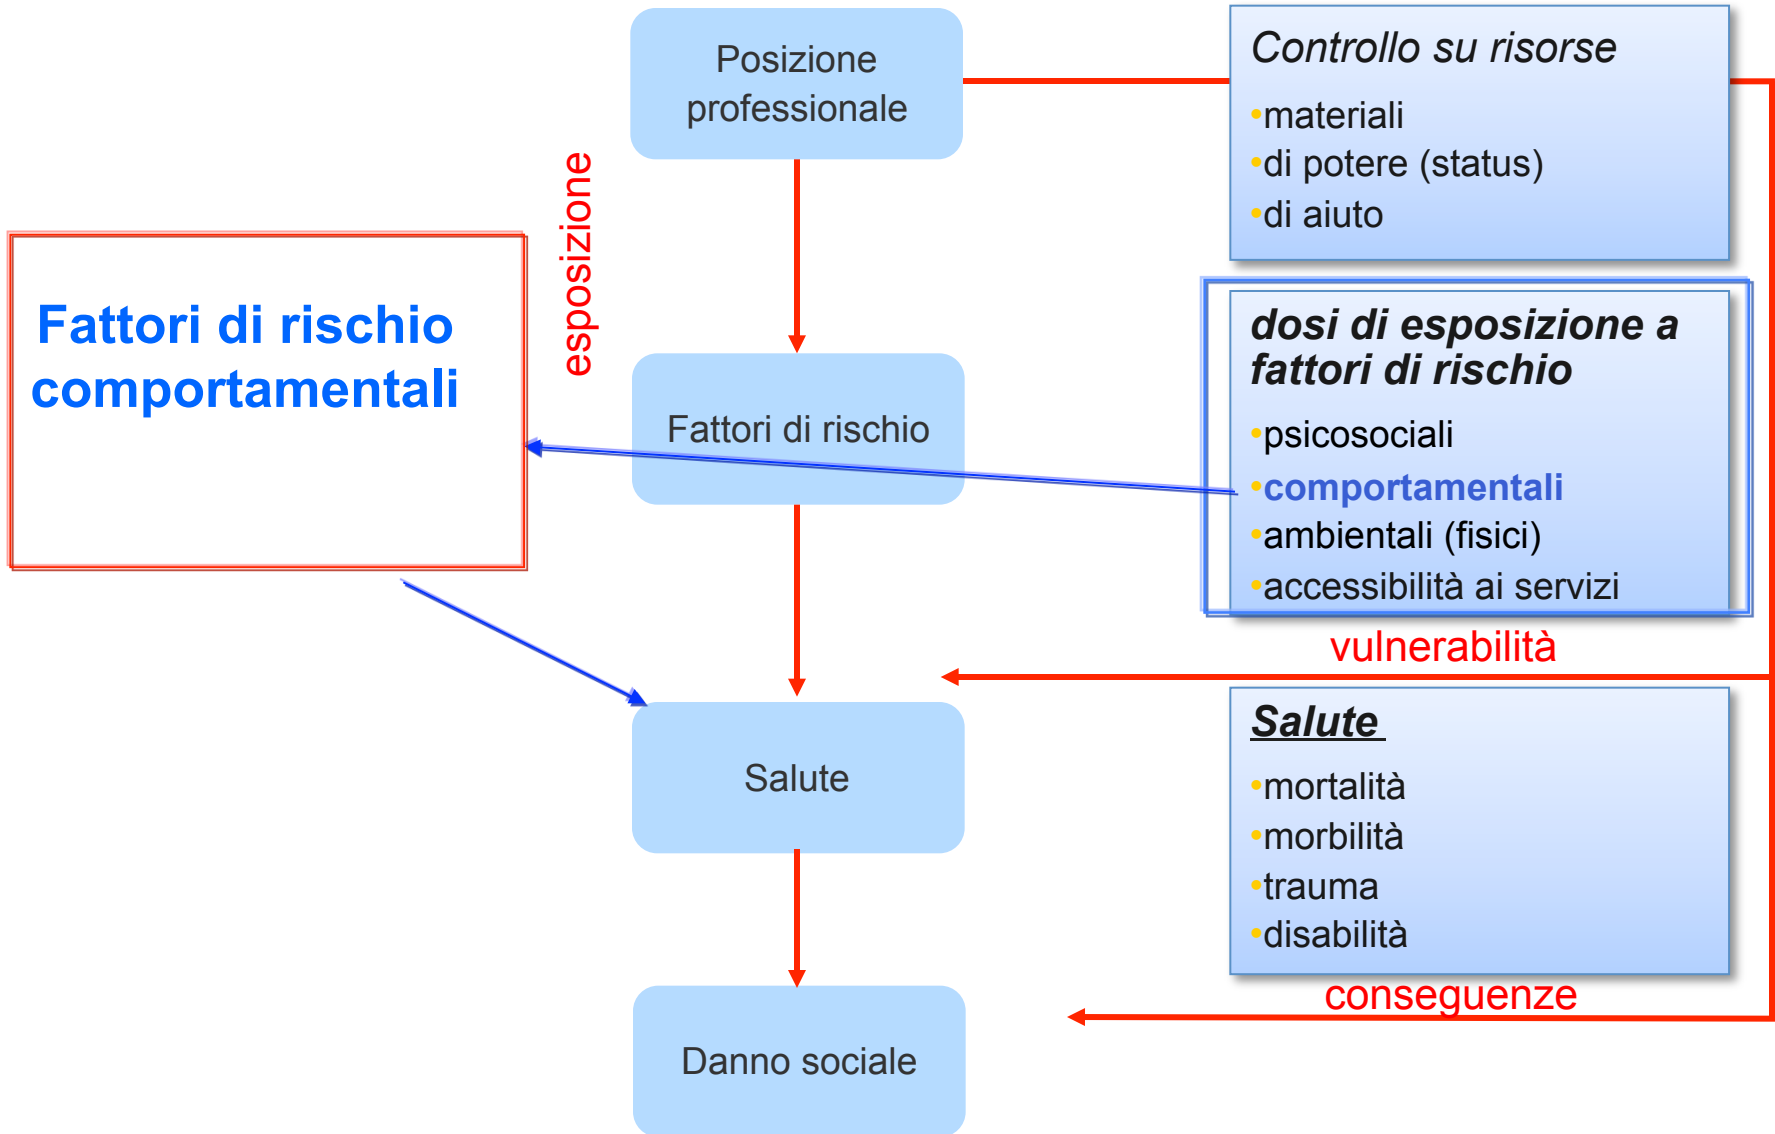 Posizione
professionale
Controllo su risorse
•materiali
•di potere (status)
•di aiuto
esposizione
Fattori di rischio
comportamentali
Fattori di rischio
dosi di esposizione a
fattori di rischio
•psicosociali
•comportamentali
•ambientali (fisici)
•accessibilità ai servizi
vulnerabilità
Salute
Salute
•mortalità
•morbilità
•trauma
•disabilità
conseguenze
Danno sociale